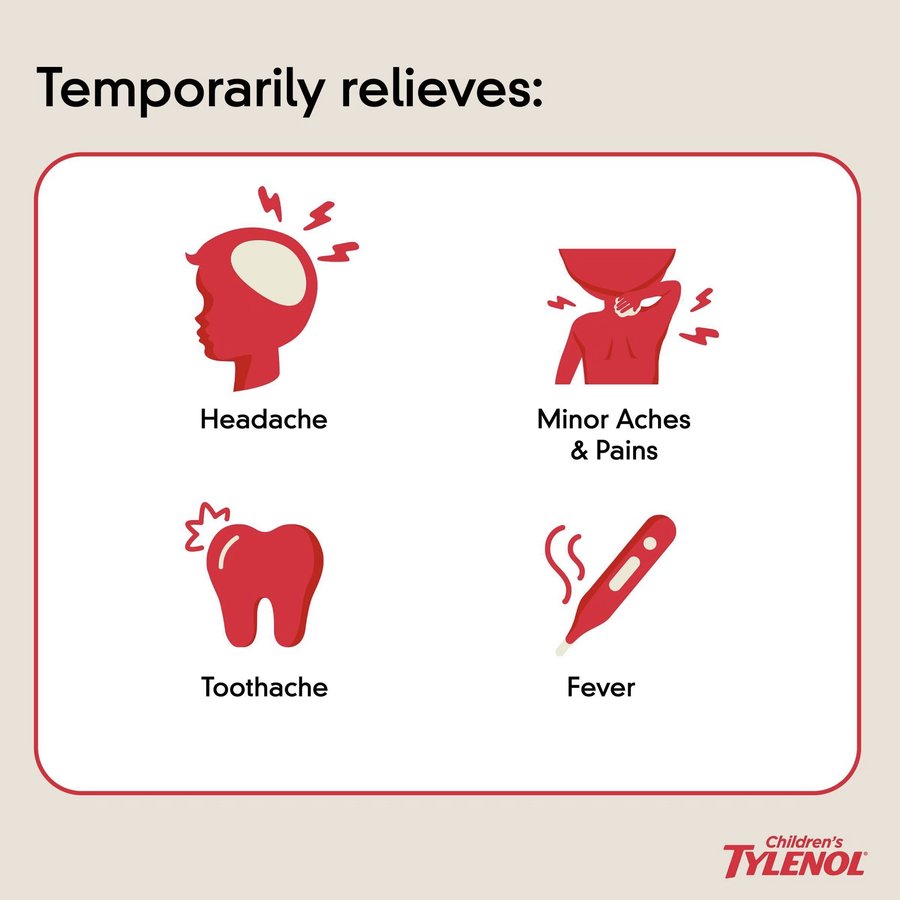 Temporarily relieves:
Headache
Minor Aches
& Pains
Toothache
Fever
Children's
TYLENOL®